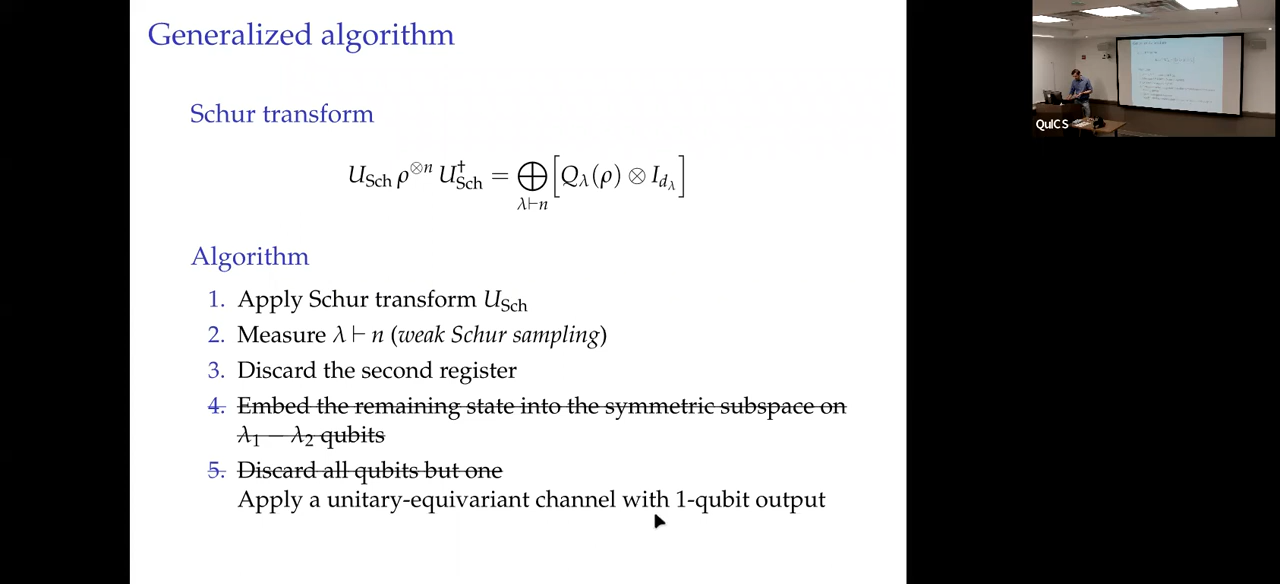 Generalized algorithm
Schur transform
U_Sch ρ^{⊗n} U_Sch^† = ⊕_{λ⊢n} [Q_λ(ρ) ⊗ I_{d_λ}]
Algorithm
1. Apply Schur transform U_Sch
2. Measure λ ⊢ n (weak Schur sampling)
3. Discard the second register
4. Embed the remaining state into the symmetric subspace on
λ₁ − λ₂ qubits
5. Discard all qubits but one
Apply a unitary-equivariant channel with 1-qubit output
QuICS